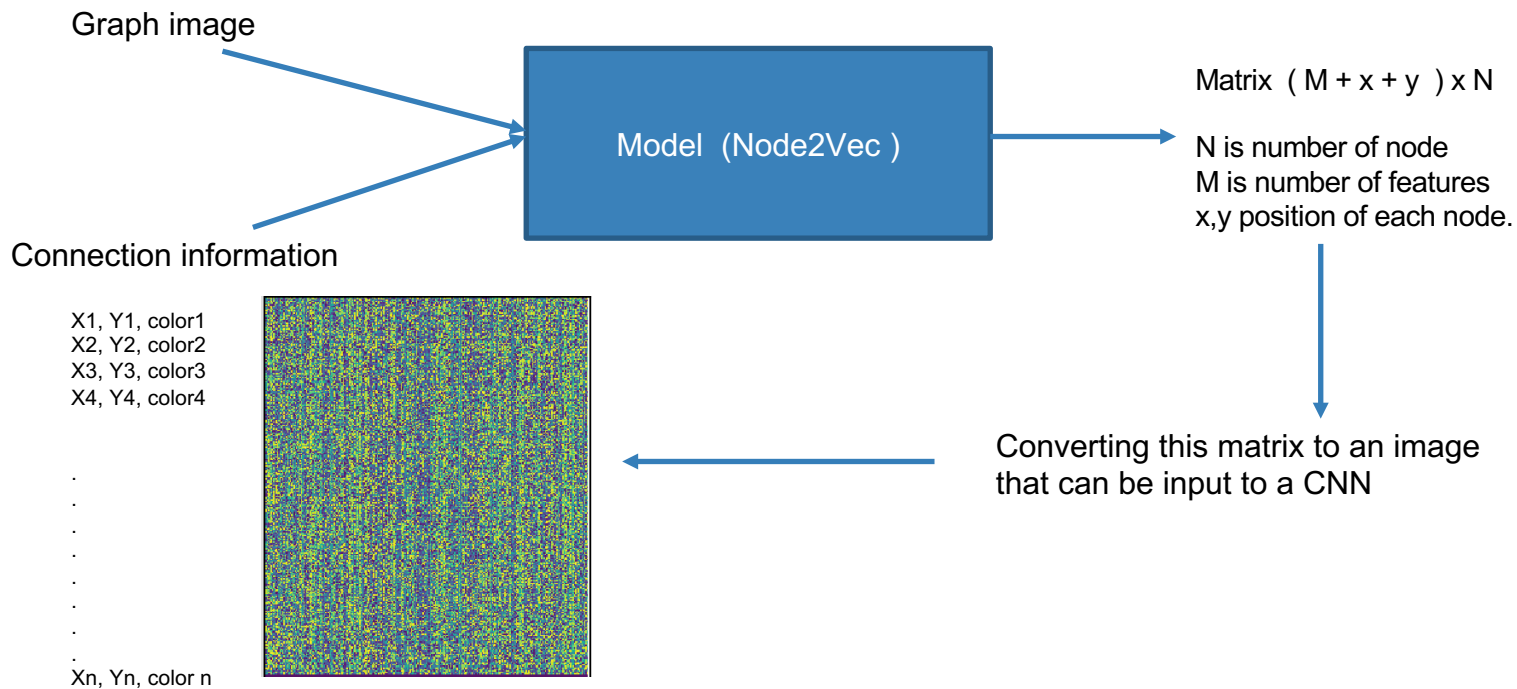 Graph image
Model (Node2Vec )
Matrix ( M + x + y ) x N
N is number of node
M is number of features
x,y position of each node.
Connection information
X1, Y1, color1
X2, Y2, color2
X3, Y3, color3
X4, Y4, color4
.
.
.
.
.
.
.
.
Xn, Yn, color n
Converting this matrix to an image
that can be input to a CNN